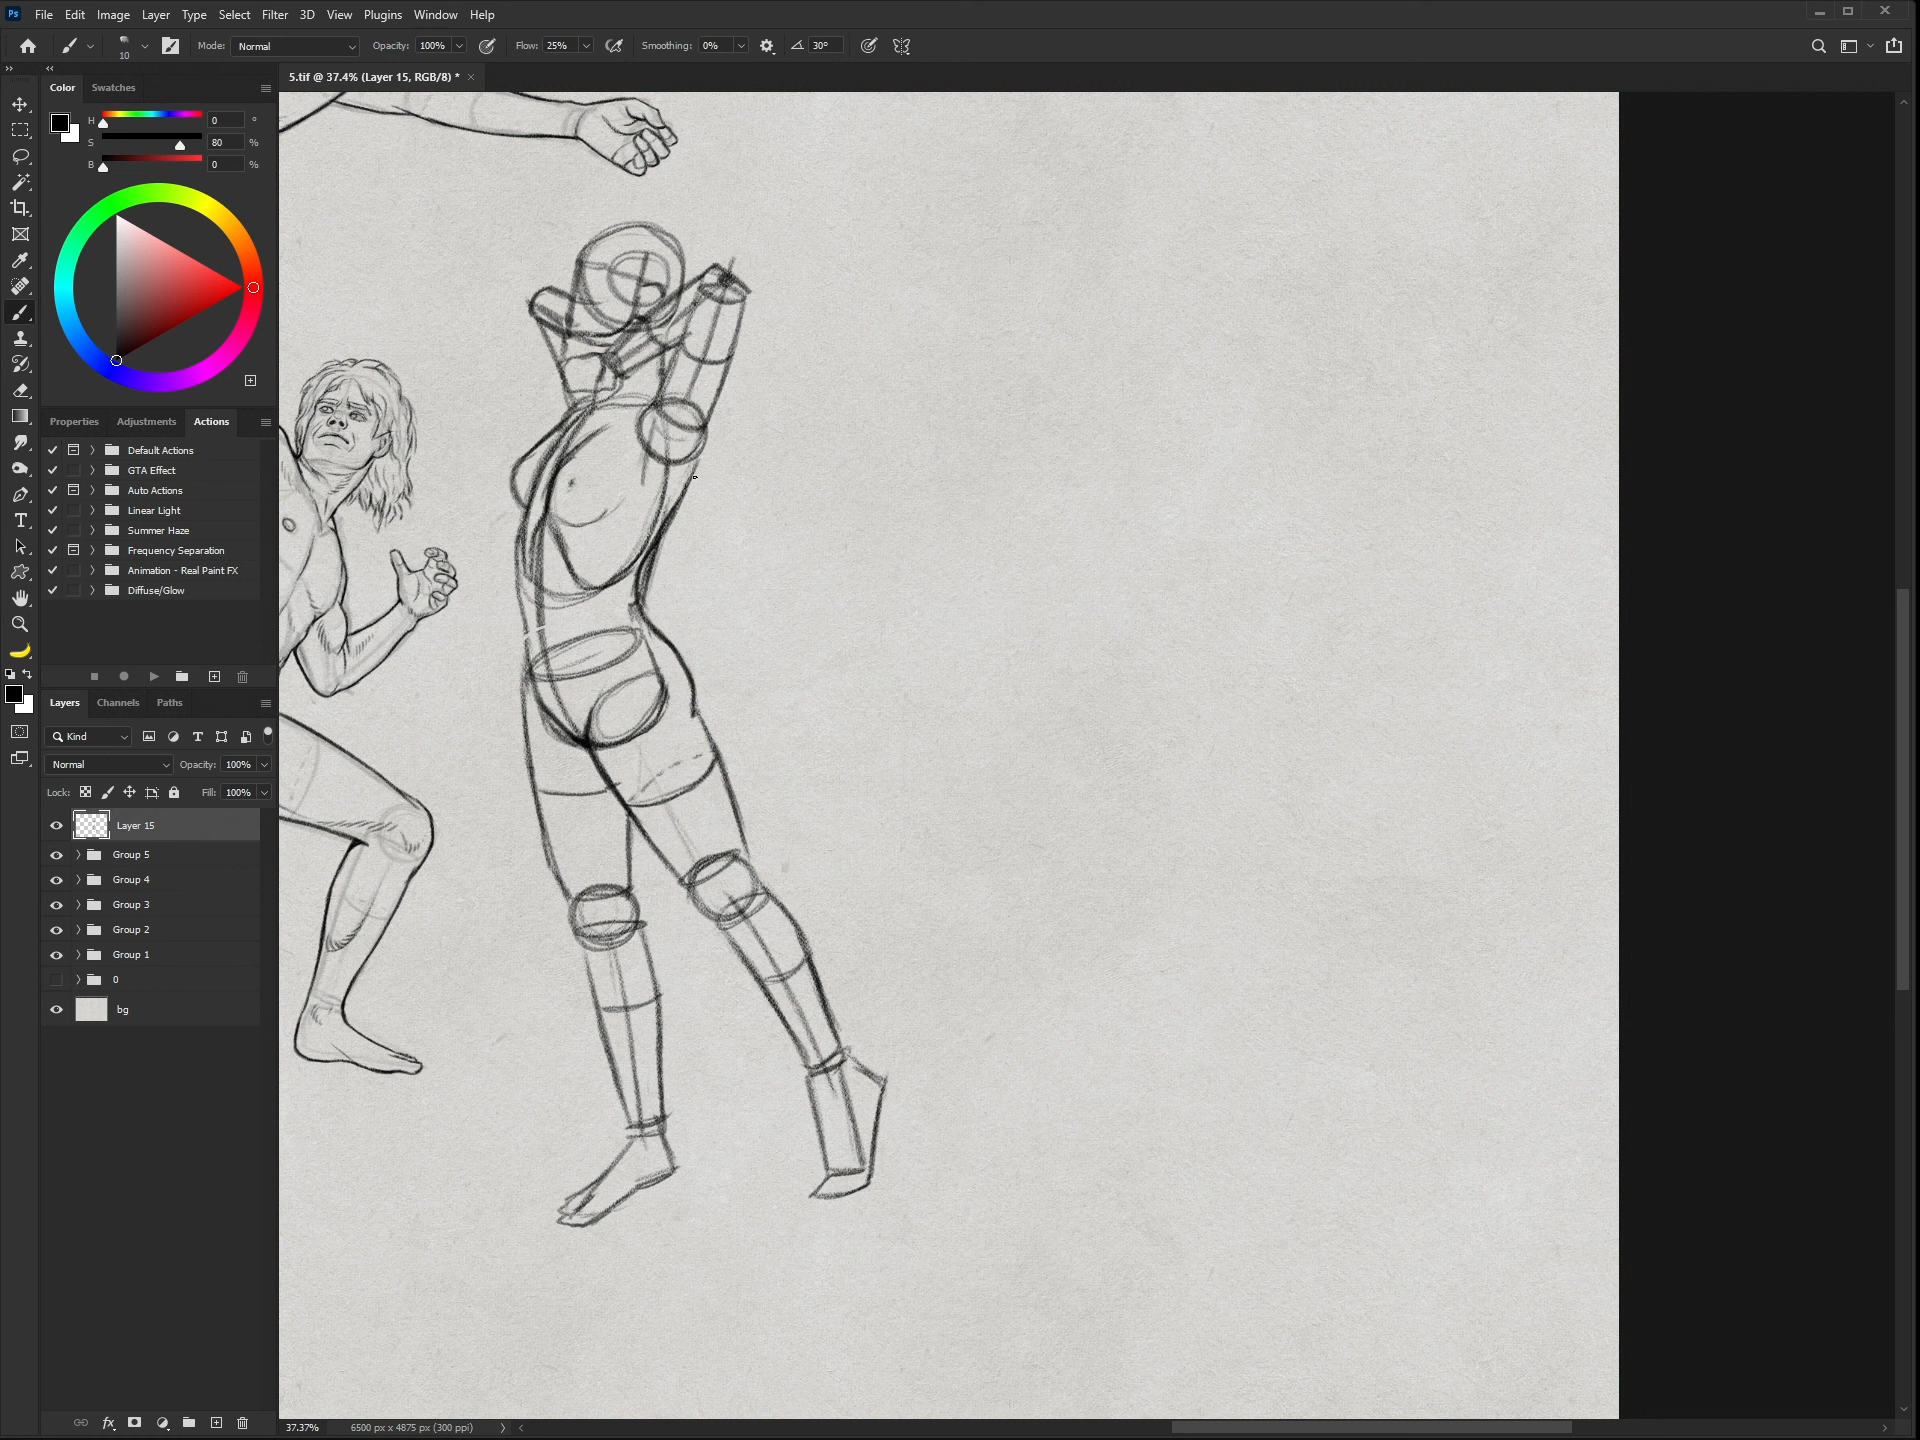 Ps File Edit Image Layer Type Select Filter 3D View Plugins Window Help
10 Mode: Normal Opacity: 100% Flow: 25% Smoothing: 0% 30°
5.tif @ 37.4% (Layer 15, RGB/8) *
Color Swatches
H 0 °
S 80 %
B 0 %
Properties Adjustments Actions
Default Actions
GTA Effect
Auto Actions
Linear Light
Summer Haze
Frequency Separation
Animation - Real Paint FX
Diffuse/Glow
Layers Channels Paths
Kind
Normal Opacity: 100%
Lock: Fill: 100%
Layer 15
Group 5
Group 4
Group 3
Group 2
Group 1
0
bg
fx
37.37% 6500 px x 4875 px (300 ppi)